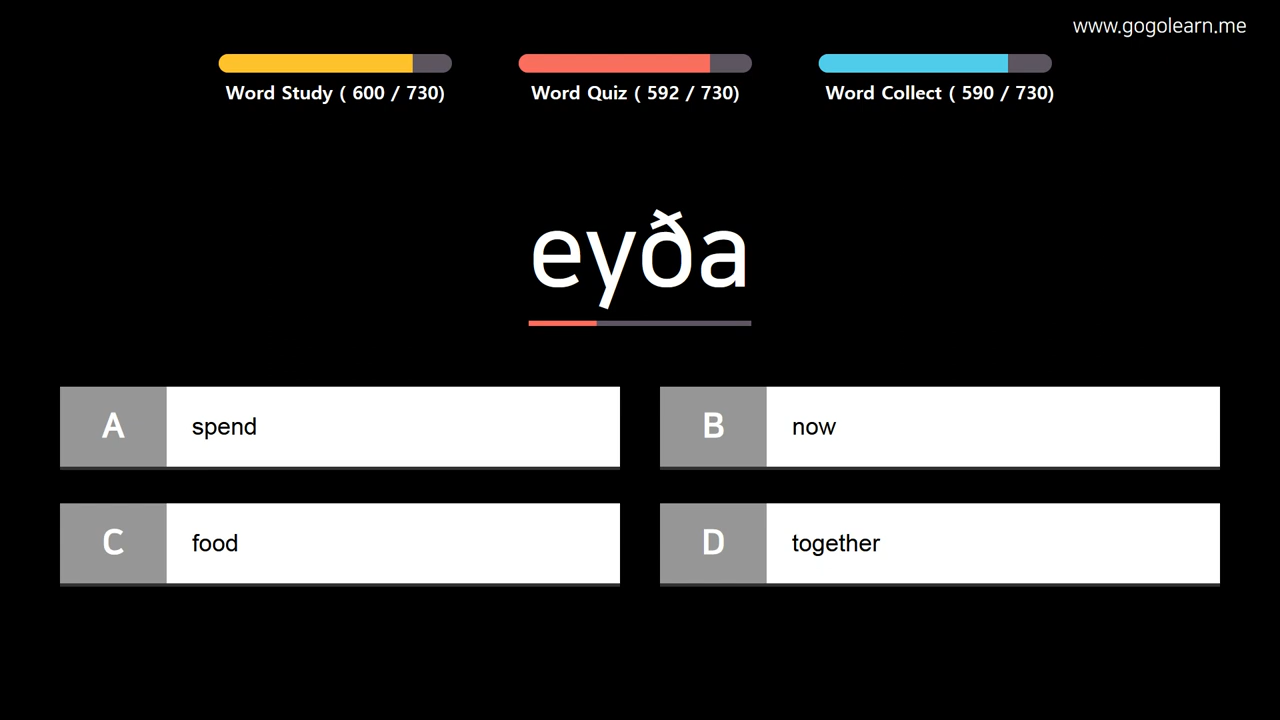 www.gogolearn.me
Word Study ( 600 / 730)
Word Quiz ( 592 / 730)
Word Collect ( 590 / 730)
eyða
A spend
B now
C food
D together